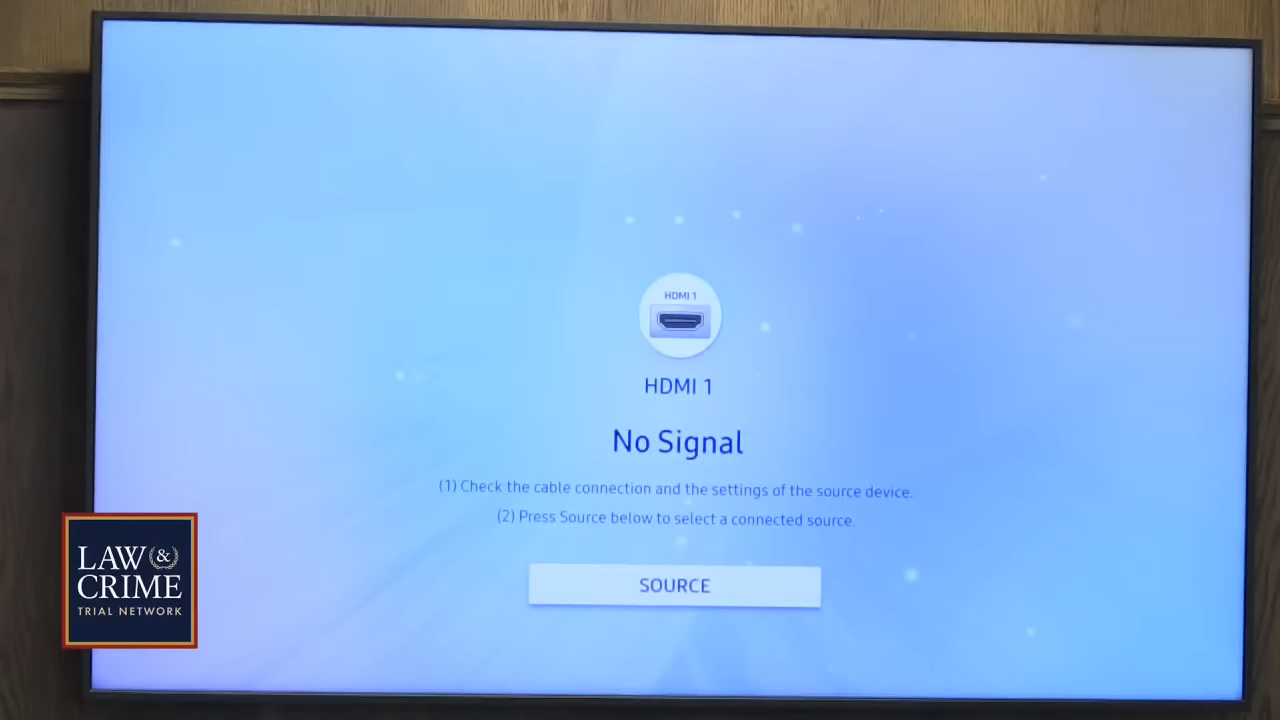 HDMI 1
HDMI 1
No Signal
(1) Check the cable connection and the settings of the source device.
(2) Press Source below to select a connected source.
SOURCE
LAW &
CRIME
TRIAL NETWORK